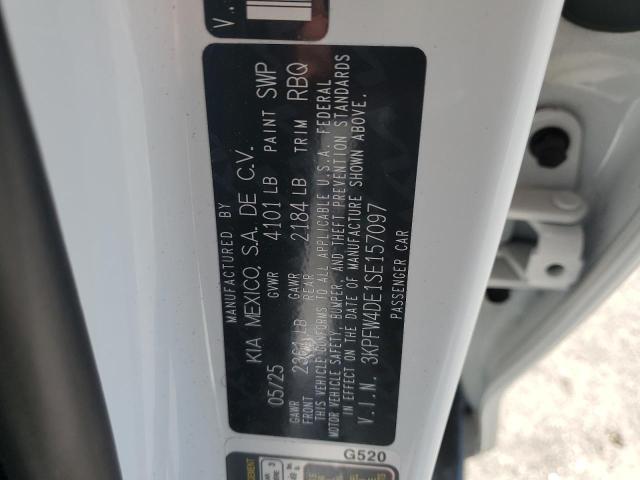 V.
MANUFACTURED BY
KIA MEXICO, S.A. DE C.V.
05/25 GVWR 4101 LB PAINT SWP
GAWR FRONT LB GAWR REAR 2184 LB TRIM RBQ
THIS VEHICLE CONFORMS TO ALL APPLICABLE U.S.A. FEDERAL
MOTOR VEHICLE SAFETY, BUMPER, AND THEFT PREVENTION STANDARDS
IN EFFECT ON THE DATE OF MANUFACTURE SHOWN ABOVE.
V.I.N. 3KPFW4DE1SE157097
PASSENGER CAR
G520